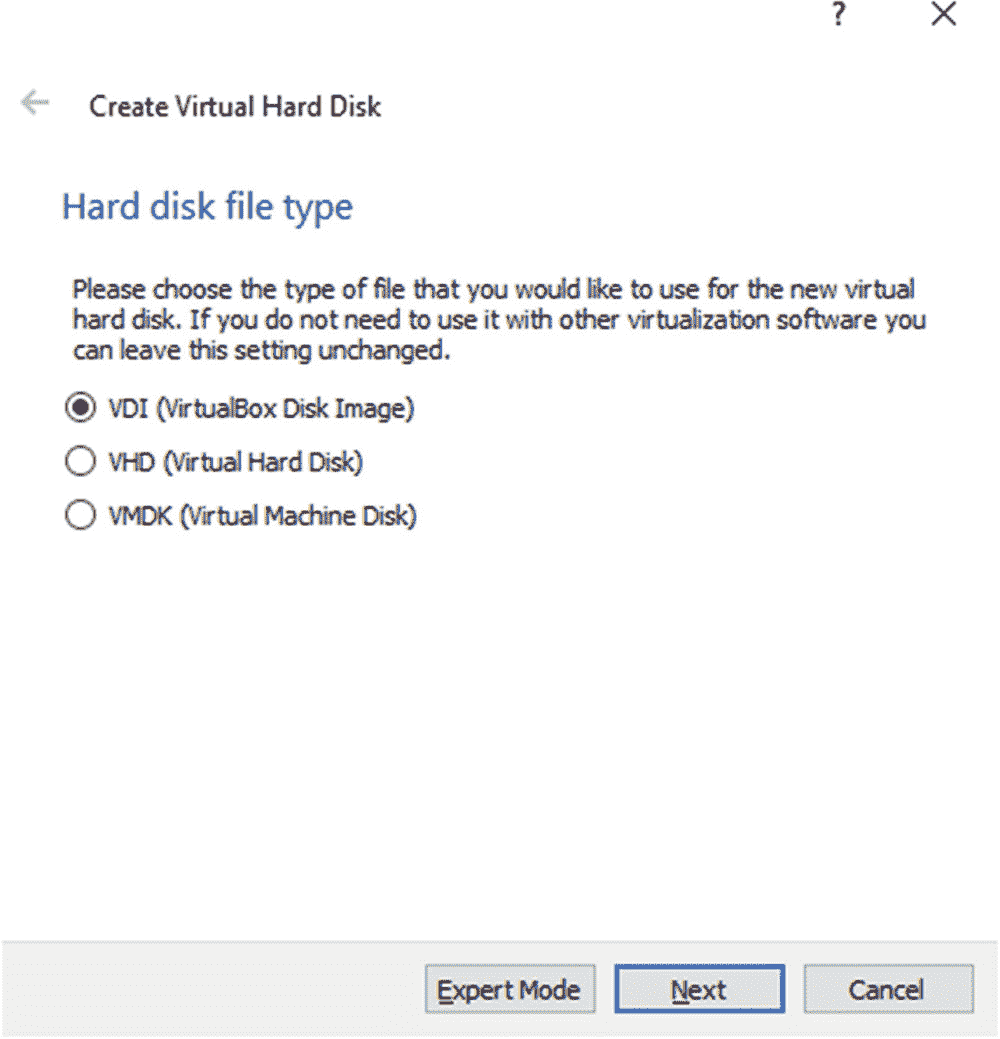 ?
Create Virtual Hard Disk
Hard disk file type
Please choose the type of file that you would like to use for the new virtual
hard disk. If you do not need to use it with other virtualization software you
can leave this setting unchanged.
VDI (VirtualBox Disk Image)
VHD (Virtual Hard Disk)
VMDK (Virtual Machine Disk)
Expert Mode Next Cancel